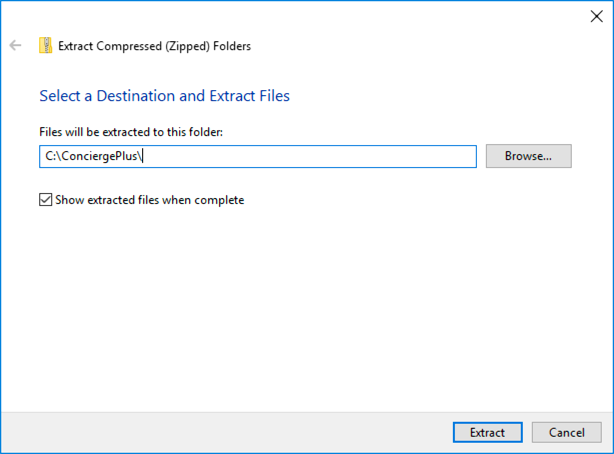 Extract Compressed (Zipped) Folders
Select a Destination and Extract Files
Files will be extracted to this folder:
C:\ConciergePlus\
Browse...
Show extracted files when complete
Extract
Cancel